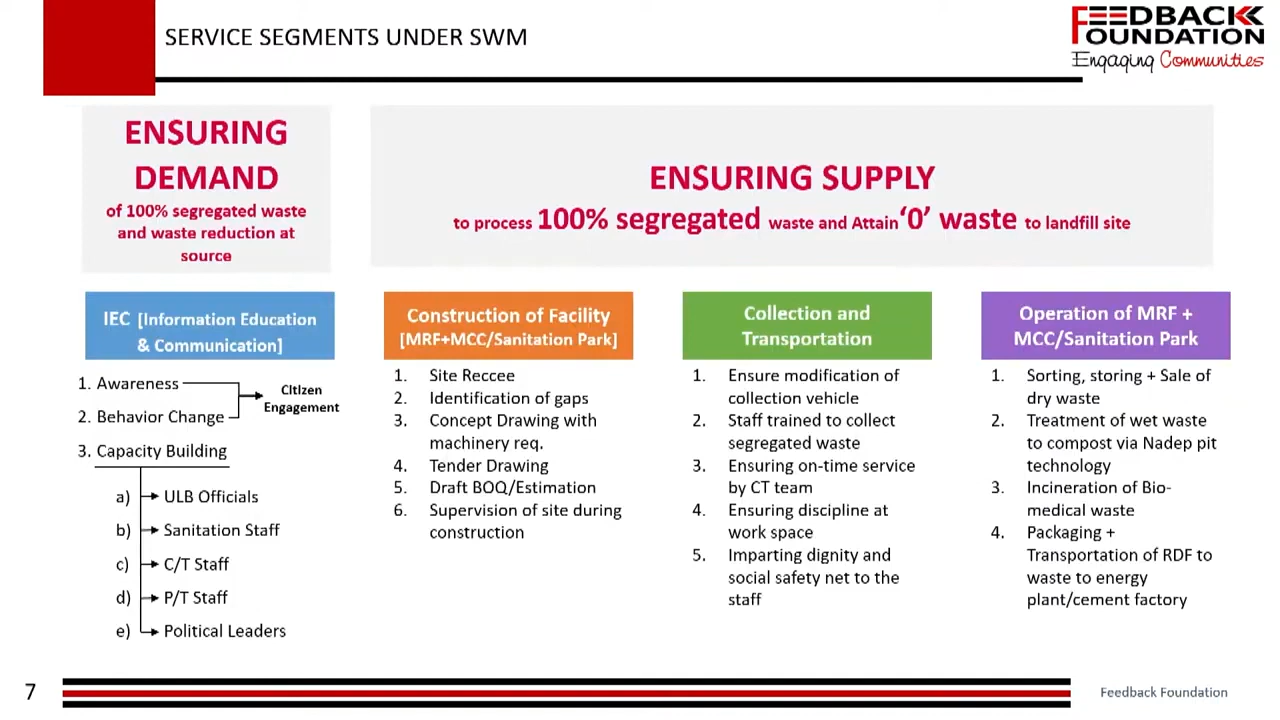 SERVICE SEGMENTS UNDER SWM
FEEDBACK
FOUNDATION
Engaging Communities
ENSURING
DEMAND
of 100% segregated waste
and waste reduction at
source
ENSURING SUPPLY
to process 100% segregated waste and Attain ‘0’ waste to landfill site
IEC [Information Education
& Communication]
1. Awareness
2. Behavior Change
Citizen
Engagement
3. Capacity Building
a) ULB Officials
b) Sanitation Staff
c) C/T Staff
d) P/T Staff
e) Political Leaders
Construction of Facility
[MRF+MCC/Sanitation Park]
1. Site Reccee
2. Identification of gaps
3. Concept Drawing with
machinery req.
4. Tender Drawing
5. Draft BOQ/Estimation
6. Supervision of site during
construction
Collection and
Transportation
1. Ensure modification of
collection vehicle
2. Staff trained to collect
segregated waste
3. Ensuring on-time service
by CT team
4. Ensuring discipline at
work space
5. Imparting dignity and
social safety net to the
staff
Operation of MRF +
MCC/Sanitation Park
1. Sorting, storing + Sale of
dry waste
2. Treatment of wet waste
to compost via Nadep pit
technology
3. Incineration of Bio-
medical waste
4. Packaging +
Transportation of RDF to
waste to energy
plant/cement factory
7
Feedback Foundation